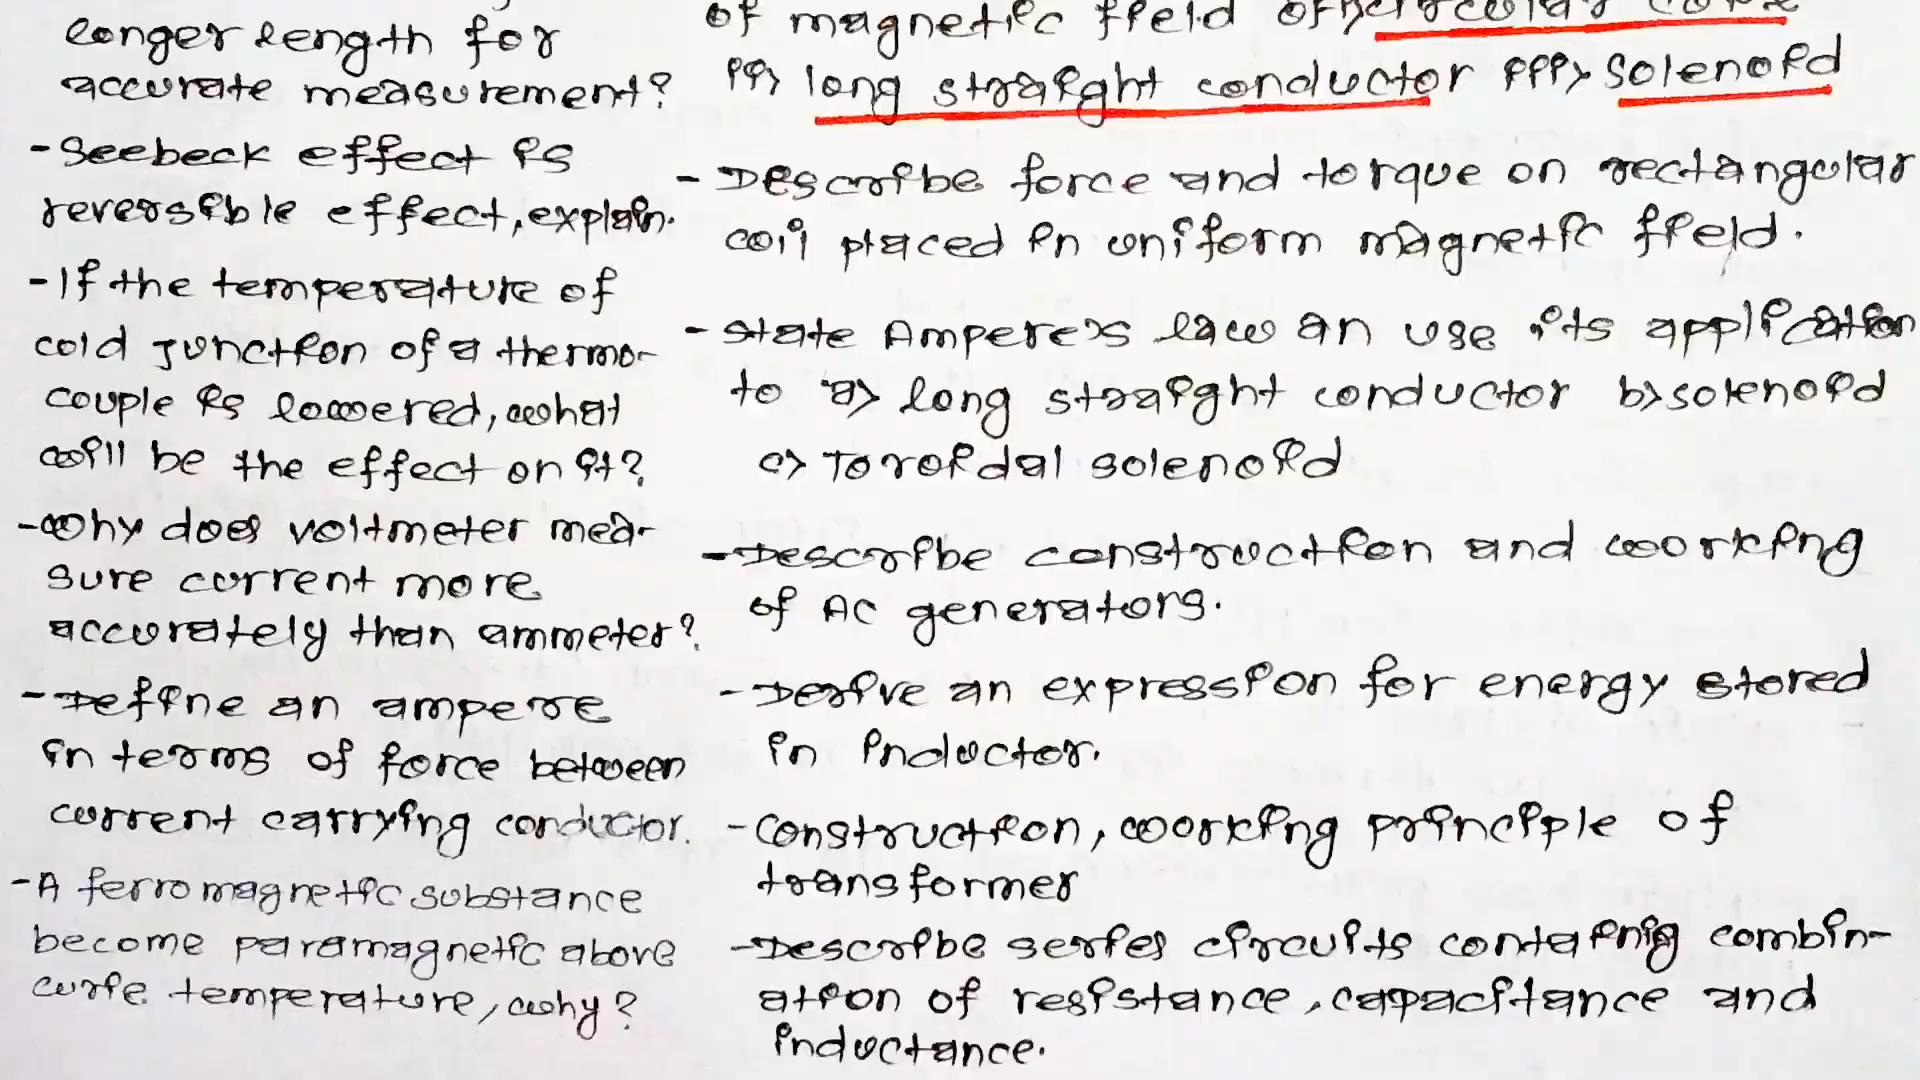 longer length for
accurate measurement?
-Seebeck effect is
reversible effect, explain.
-If the temperature of
cold junction of a thermo-
couple is lowered, what
will be the effect on it?
-Why does voltmeter mea-
sure current more
accurately than ammeter?
-Define an ampere
in terms of force between
current carrying conductor.
-A ferromagnetic substance
become paramagnetic above
curie temperature, why?
of magnetic field of i> circular coil
ii> long straight conductor iii> solenoid
- Describe force and torque on rectangular
coil placed in uniform magnetic field.
- State Ampere's law an use its application
to a> long straight conductor b> solenoid
c> Toroidal solenoid
-Describe construction and working
of AC generators.
-Derive an expression for energy stored
in inductor.
-Construction, working principle of
transformer
-Describe series circuits containig combin-
ation of resistance, capacitance and
inductance.